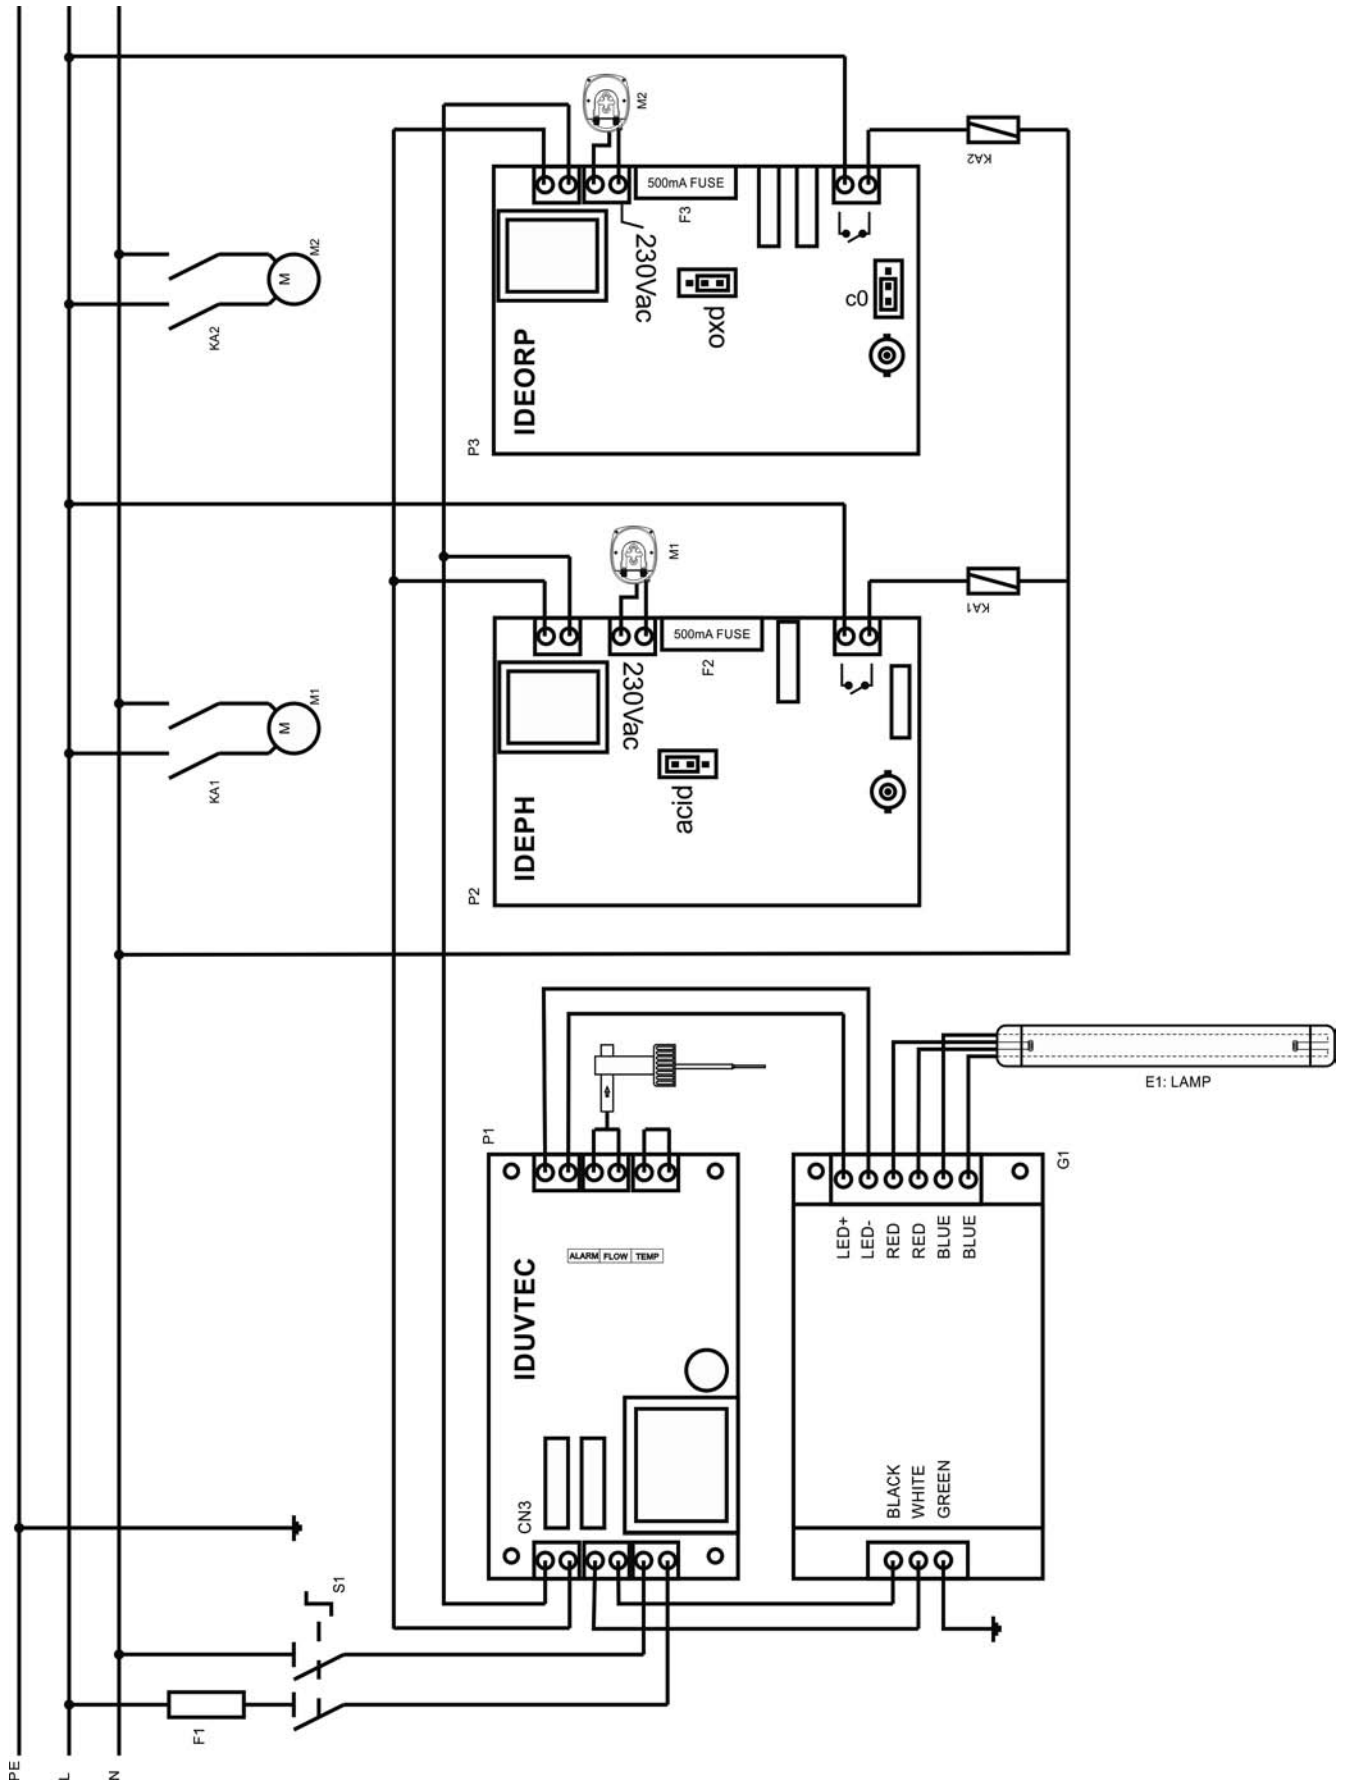 M2
KA2
500mA FUSE
F3
230Vac
M
M2
KA2
oxd
c0
IDEORP
P3
M1
KA1
500mA FUSE
F2
230Vac
M
M1
KA1
acid
IDEPH
P2
E1: LAMP
P1
G1
LED+
LED-
RED
RED
BLUE
BLUE
ALARM FLOW TEMP
IDUVTEC
BLACK
WHITE
GREEN
CN3
S1
F1
PE
L
N